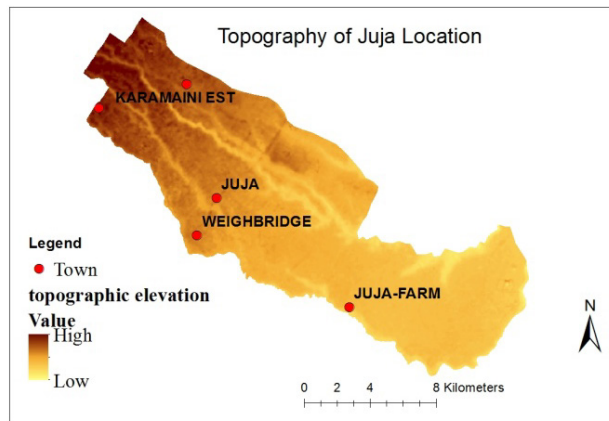 Topography of Juja Location
KARAMAINI EST
JUJA
WEIGHBRIDGE
Legend
Town
topographic elevation
Value
High
Low
JUJA-FARM
N
0 2 4 8 Kilometers